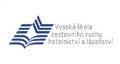 Vysoká škola
cestovního ruchu
hotelnictví a lázeňství